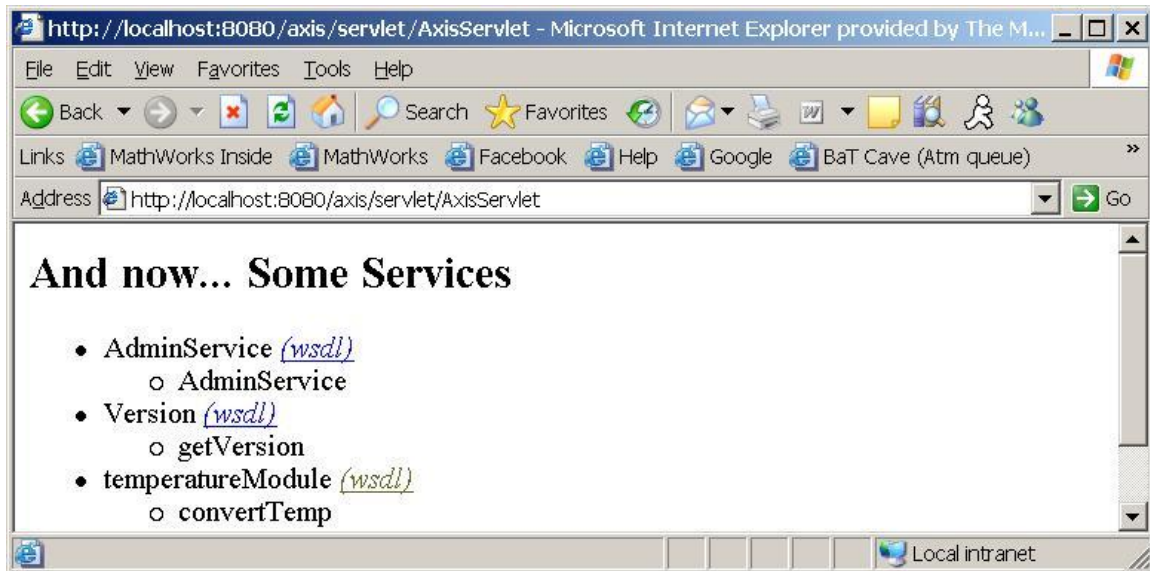 http://localhost:8080/axis/servlet/AxisServlet - Microsoft Internet Explorer provided by The M...
File Edit View Favorites Tools Help
Back Search Favorites
Links MathWorks Inside MathWorks Facebook Help Google BaT Cave (Atm queue) »
Address http://localhost:8080/axis/servlet/AxisServlet Go
And now... Some Services
• AdminService (wsdl)
o AdminService
• Version (wsdl)
o getVersion
• temperatureModule (wsdl)
o convertTemp
Local intranet